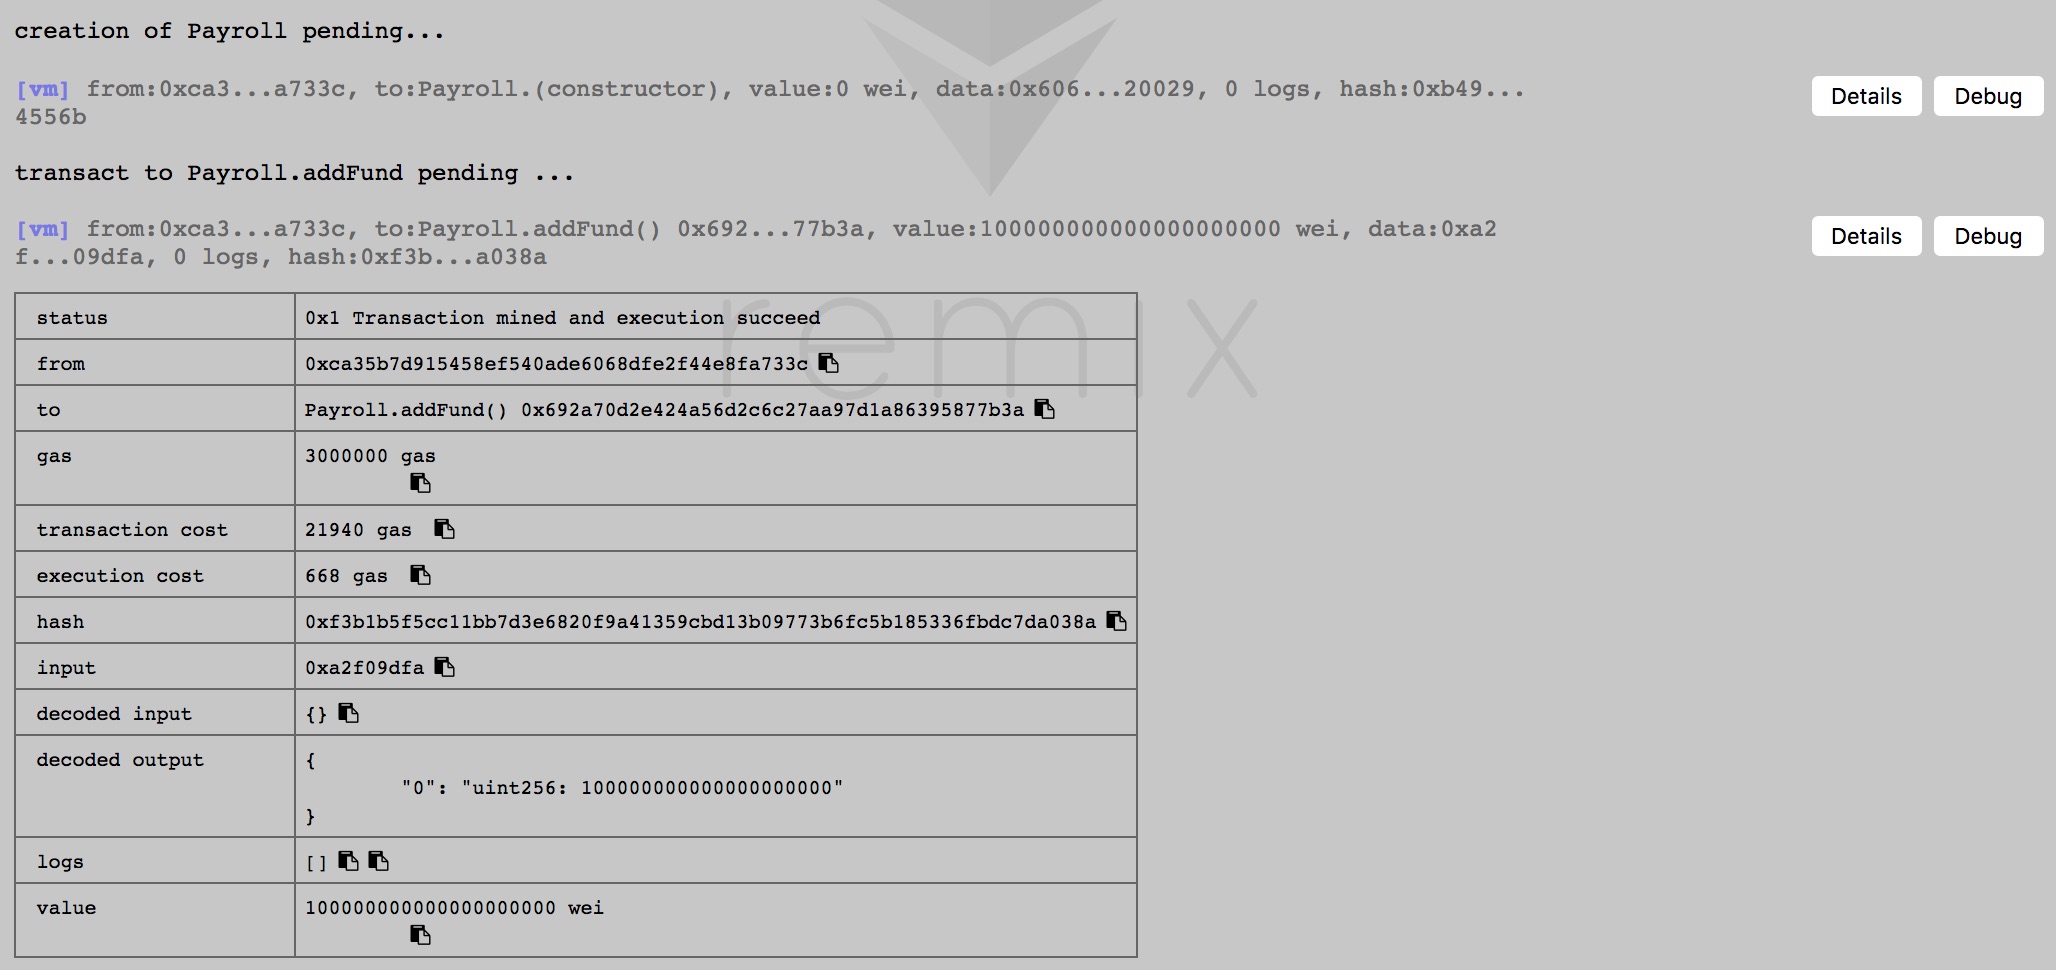 creation of Payroll pending...
[vm] from:0xca3...a733c, to:Payroll.(constructor), value:0 wei, data:0x606...20029, 0 logs, hash:0xb49...
4556b
Details Debug
transact to Payroll.addFund pending ...
[vm] from:0xca3...a733c, to:Payroll.addFund() 0x692...77b3a, value:100000000000000000000 wei, data:0xa2
f...09dfa, 0 logs, hash:0xf3b...a038a
Details Debug
remix
status 0x1 Transaction mined and execution succeed
from 0xca35b7d915458ef540ade6068dfe2f44e8fa733c
to Payroll.addFund() 0x692a70d2e424a56d2c6c27aa97d1a86395877b3a
gas 3000000 gas
transaction cost 21940 gas
execution cost 668 gas
hash 0xf3b1b5f5cc11bb7d3e6820f9a41359cbd13b09773b6fc5b185336fbdc7da038a
input 0xa2f09dfa
decoded input {}
decoded output {
"0": "uint256: 100000000000000000000"
}
logs []
value 100000000000000000000 wei